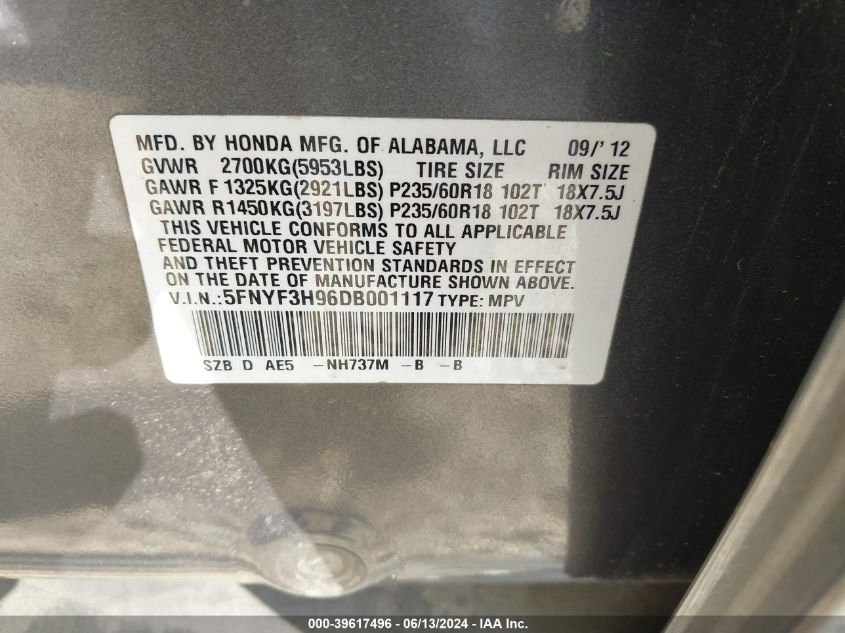 MFD. BY HONDA MFG. OF ALABAMA, LLC 09/'12
GVWR 2700KG(5953LBS) TIRE SIZE RIM SIZE
GAWR F 1325KG(2921LBS) P235/60R18 102T 18X7.5J
GAWR R1450KG(3197LBS) P235/60R18 102T 18X7.5J
THIS VEHICLE CONFORMS TO ALL APPLICABLE
FEDERAL MOTOR VEHICLE SAFETY
AND THEFT PREVENTION STANDARDS IN EFFECT
ON THE DATE OF MANUFACTURE SHOWN ABOVE.
V.I.N.:5FNYF3H96DB001117 TYPE: MPV
SZB D AE5 -NH737M -B -B
000-39617496 - 06/13/2024 - IAA Inc.